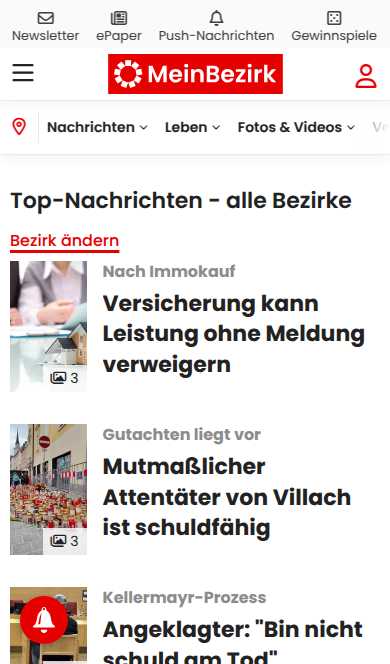 Newsletter ePaper Push-Nachrichten Gewinnspiele
MeinBezirk
Nachrichten Leben Fotos & Videos
Top-Nachrichten - alle Bezirke
Bezirk ändern
Nach Immokauf
Versicherung kann
Leistung ohne Meldung
verweigern
3
Gutachten liegt vor
Mutmaßlicher
Attentäter von Villach
ist schuldfähig
3
Kellermayr-Prozess
Angeklagter: "Bin nicht
schuld am Tod"